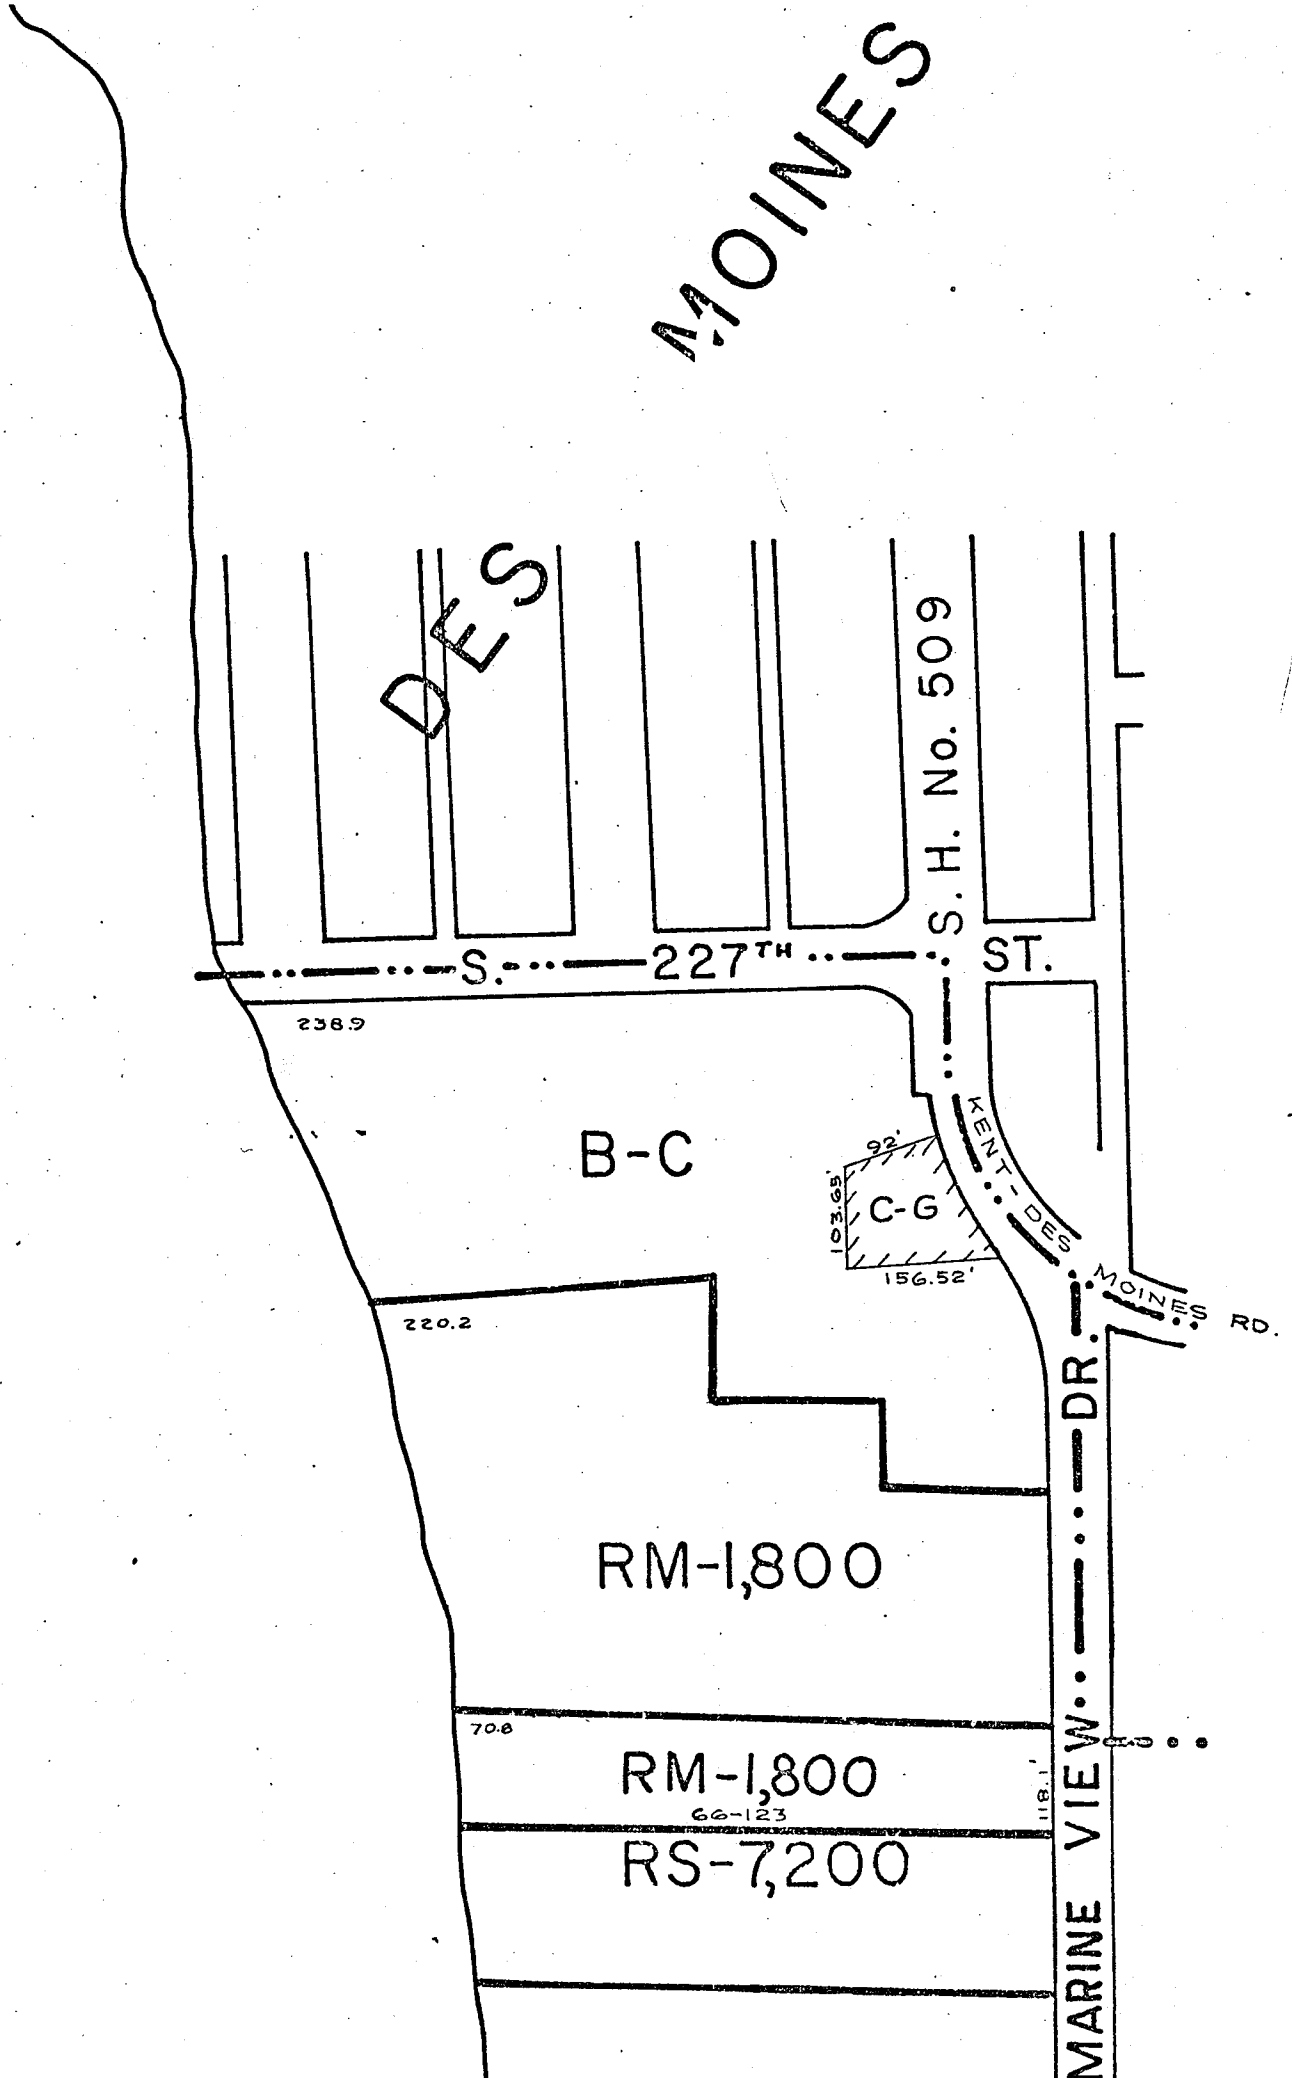 DES MOINES
S. H. No. 509
S. 227TH ST.
238.9
B-C
KENT-DES MOINES RD.
92'
103.65'
C-G
156.52'
220.2
RM-1,800
70.8
RM-1,800
66-123
118.1'
RS-7,200
MARINE VIEW DR.